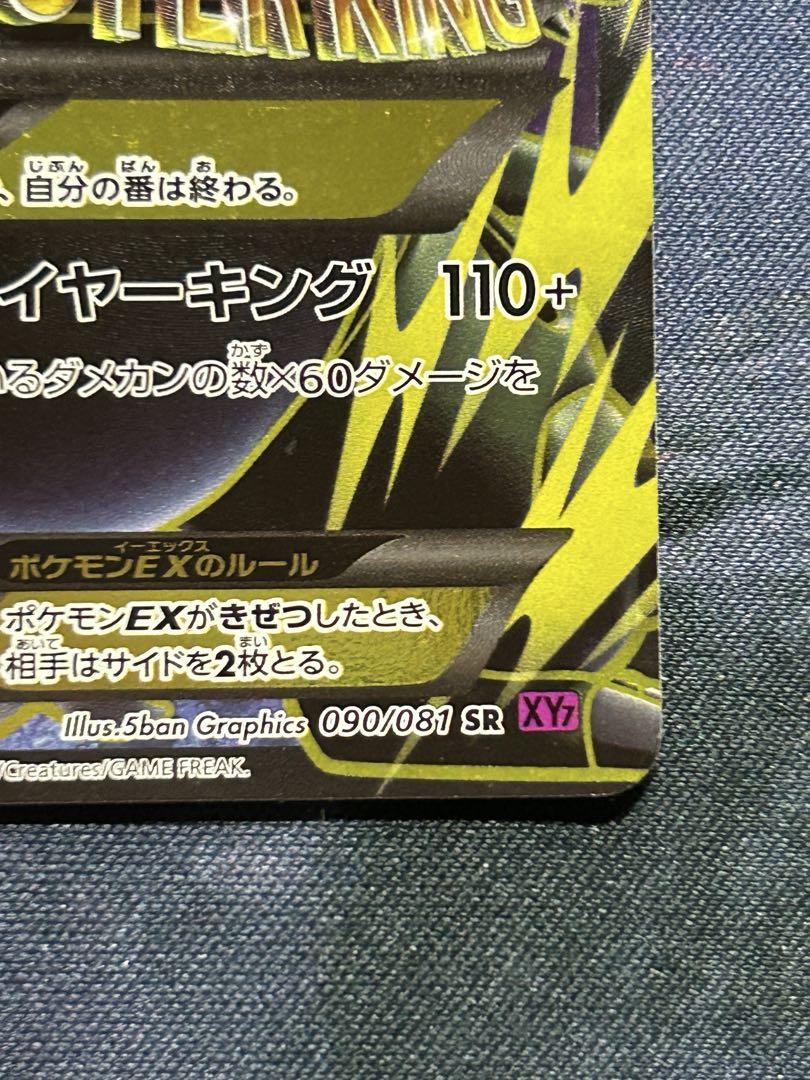 KING
、自分の番は終わる。
イヤーキング 110+
いるダメカンの数×60ダメージを
ポケモンEXのルール
ポケモンEXがきぜつしたとき、
相手はサイドを2枚とる。
Illus.5ban Graphics 090/081 SR XY7
/Creatures/GAME FREAK.